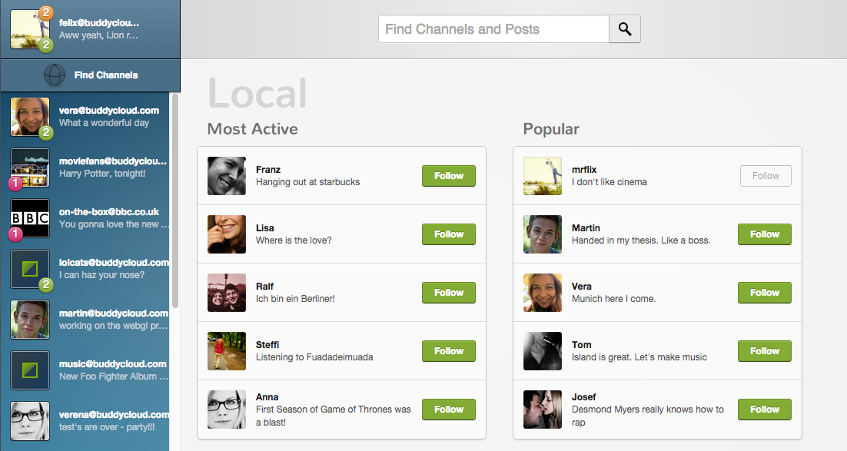 felix@buddycloud.com
2
Aww yeah, Lion r...
2
Find Channels
vera@buddycloud.com
What a wonderful day
2
moviefans@buddyclou...
Harry Potter, tonight!
1
BBC
on-the-box@bbc.co.uk
You gonna love the new ...
1
lolcats@buddycloud.com
I can haz your nose?
2
martin@buddycloud.com
working on the webgl pr...
music@buddycloud.com
New Foo Fighter Album ...
verena@buddycloud.com
test's are over - party!!!
Find Channels and Posts
Local
Most Active
Franz
Hanging out at starbucks
Follow
Lisa
Where is the love?
Follow
Ralf
Ich bin ein Berliner!
Follow
Steffi
Listening to Fuadadeimuada
Follow
Anna
First Season of Game of Thrones was
a blast!
Follow
Popular
mrflix
I don't like cinema
Follow
Martin
Handed in my thesis. Like a boss.
Follow
Vera
Munich here I come.
Follow
Tom
Island is great. Let's make music
Follow
Josef
Desmond Myers really knows how to
rap
Follow